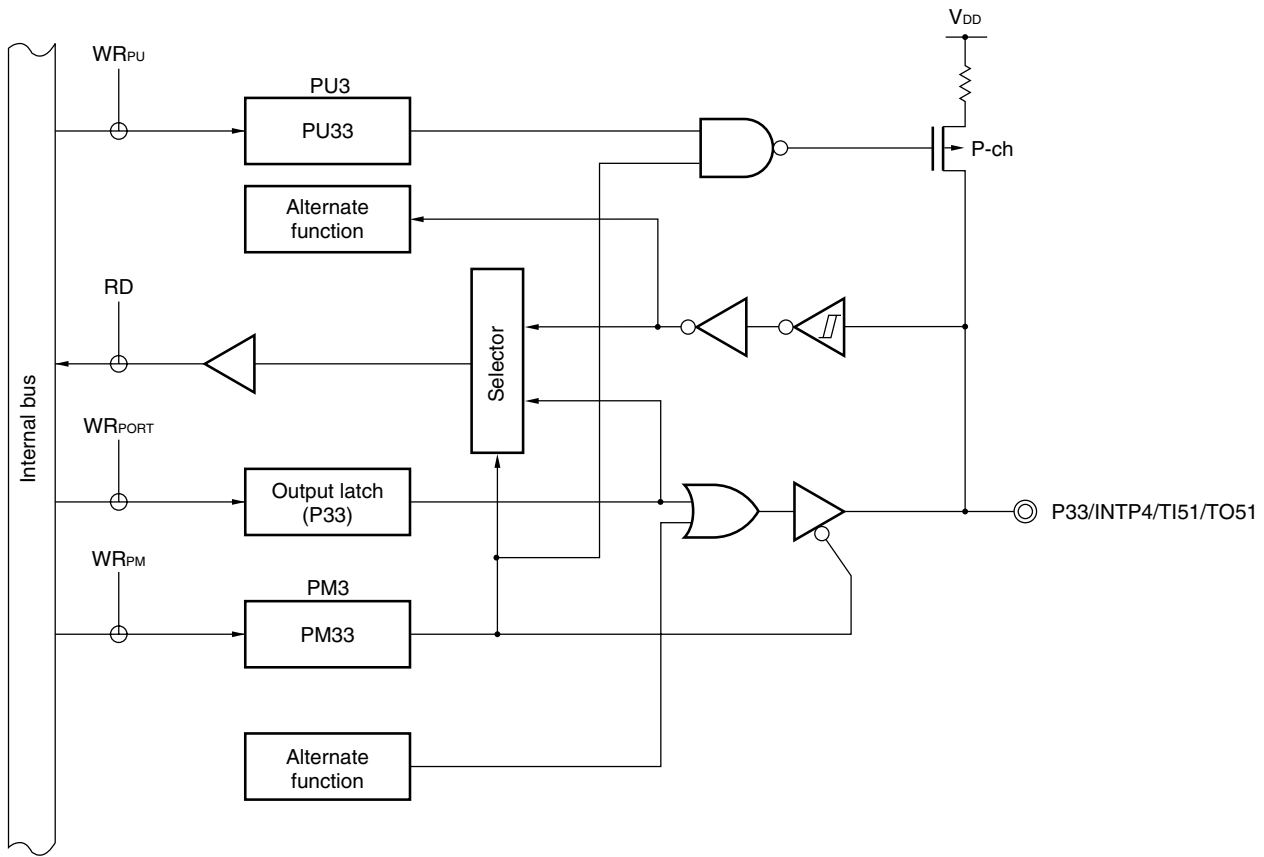 VDD
WRPU
PU3
PU33
P-ch
Alternate
function
RD
Selector
Internal bus
WRPORT
Output latch
(P33)
P33/INTP4/TI51/TO51
WRPM
PM3
PM33
Alternate
function